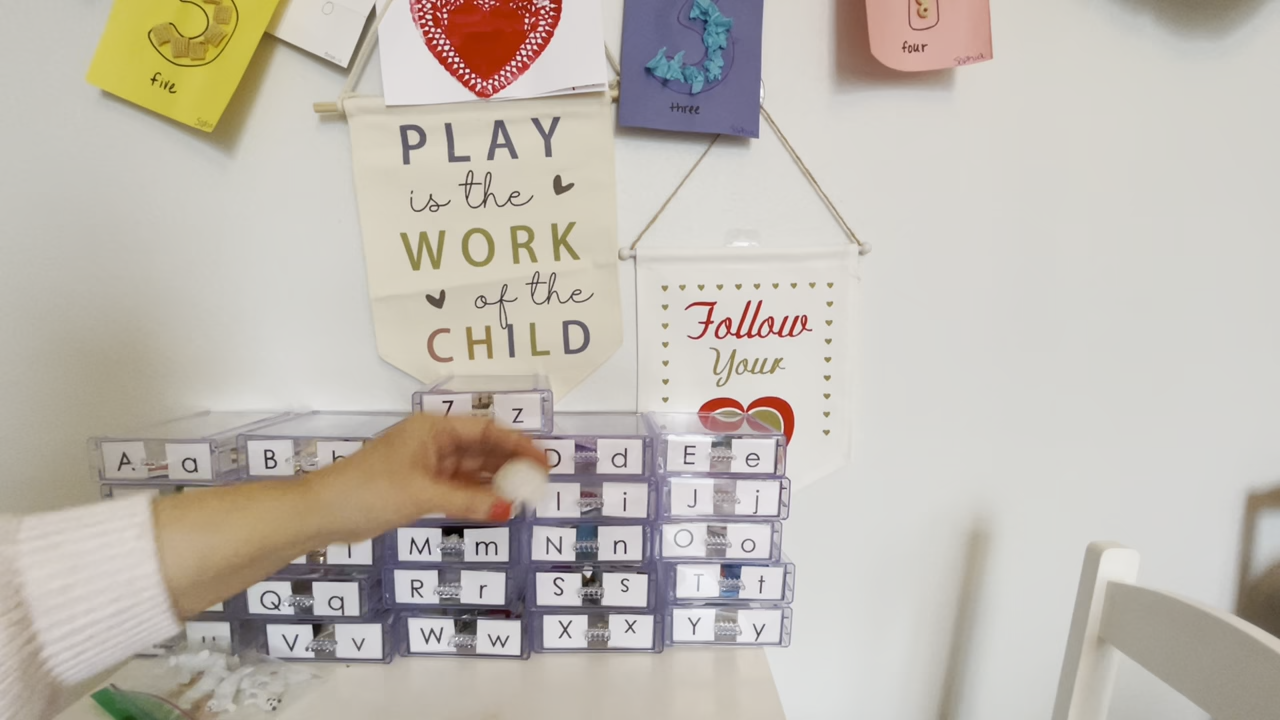 five
three
four
PLAY
is the
WORK
of the
CHILD
Follow
Your
Z z
A a
B b
D d
E e
I i
J j
M m
N n
O o
Q q
R r
S s
T t
u
V v
W w
X x
Y y